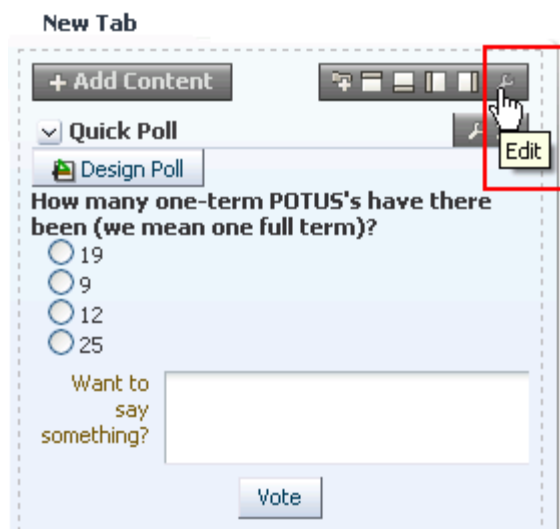 New Tab
+ Add Content
Quick Poll
Edit
Design Poll
How many one-term POTUS's have there
been (we mean one full term)?
19
9
12
25
Want to
say
something?
Vote